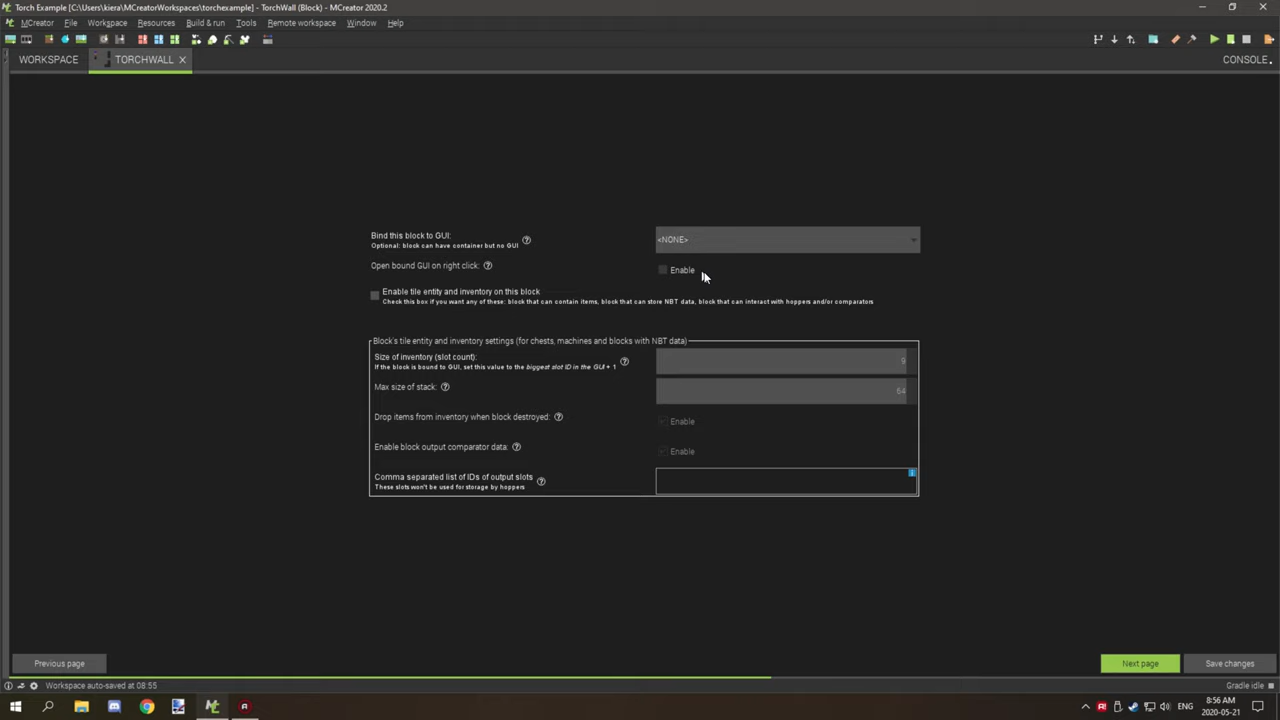 Torch Example [C:\Users\kiera\MCreatorWorkspaces\torchexample] - TorchWall (Block) - MCreator 2020.2
MCreator File Workspace Resources Build & run Tools Remote workspace Window Help
WORKSPACE TORCHWALL CONSOLE
Bind this block to GUI:
Optional: block can have container but no GUI
<NONE>
Open bound GUI on right click: Enable
Enable tile entity and inventory on this block
Check this box if you want any of these: block that can contain items, block that can store NBT data, block that can interact with hoppers and/or comparators
Block's tile entity and inventory settings (for chests, machines and blocks with NBT data)
Size of inventory (slot count): 9
If the block is bound to GUI, set this value to the biggest slot ID in the GUI + 1
Max size of stack: 64
Drop items from inventory when block destroyed: Enable
Enable block output comparator data: Enable
Comma separated list of IDs of output slots
These slots won't be used for storage by hoppers
Previous page Next page Save changes
Workspace auto-saved at 08:55 Gradle idle
ENG 8:56 AM
2020-05-21